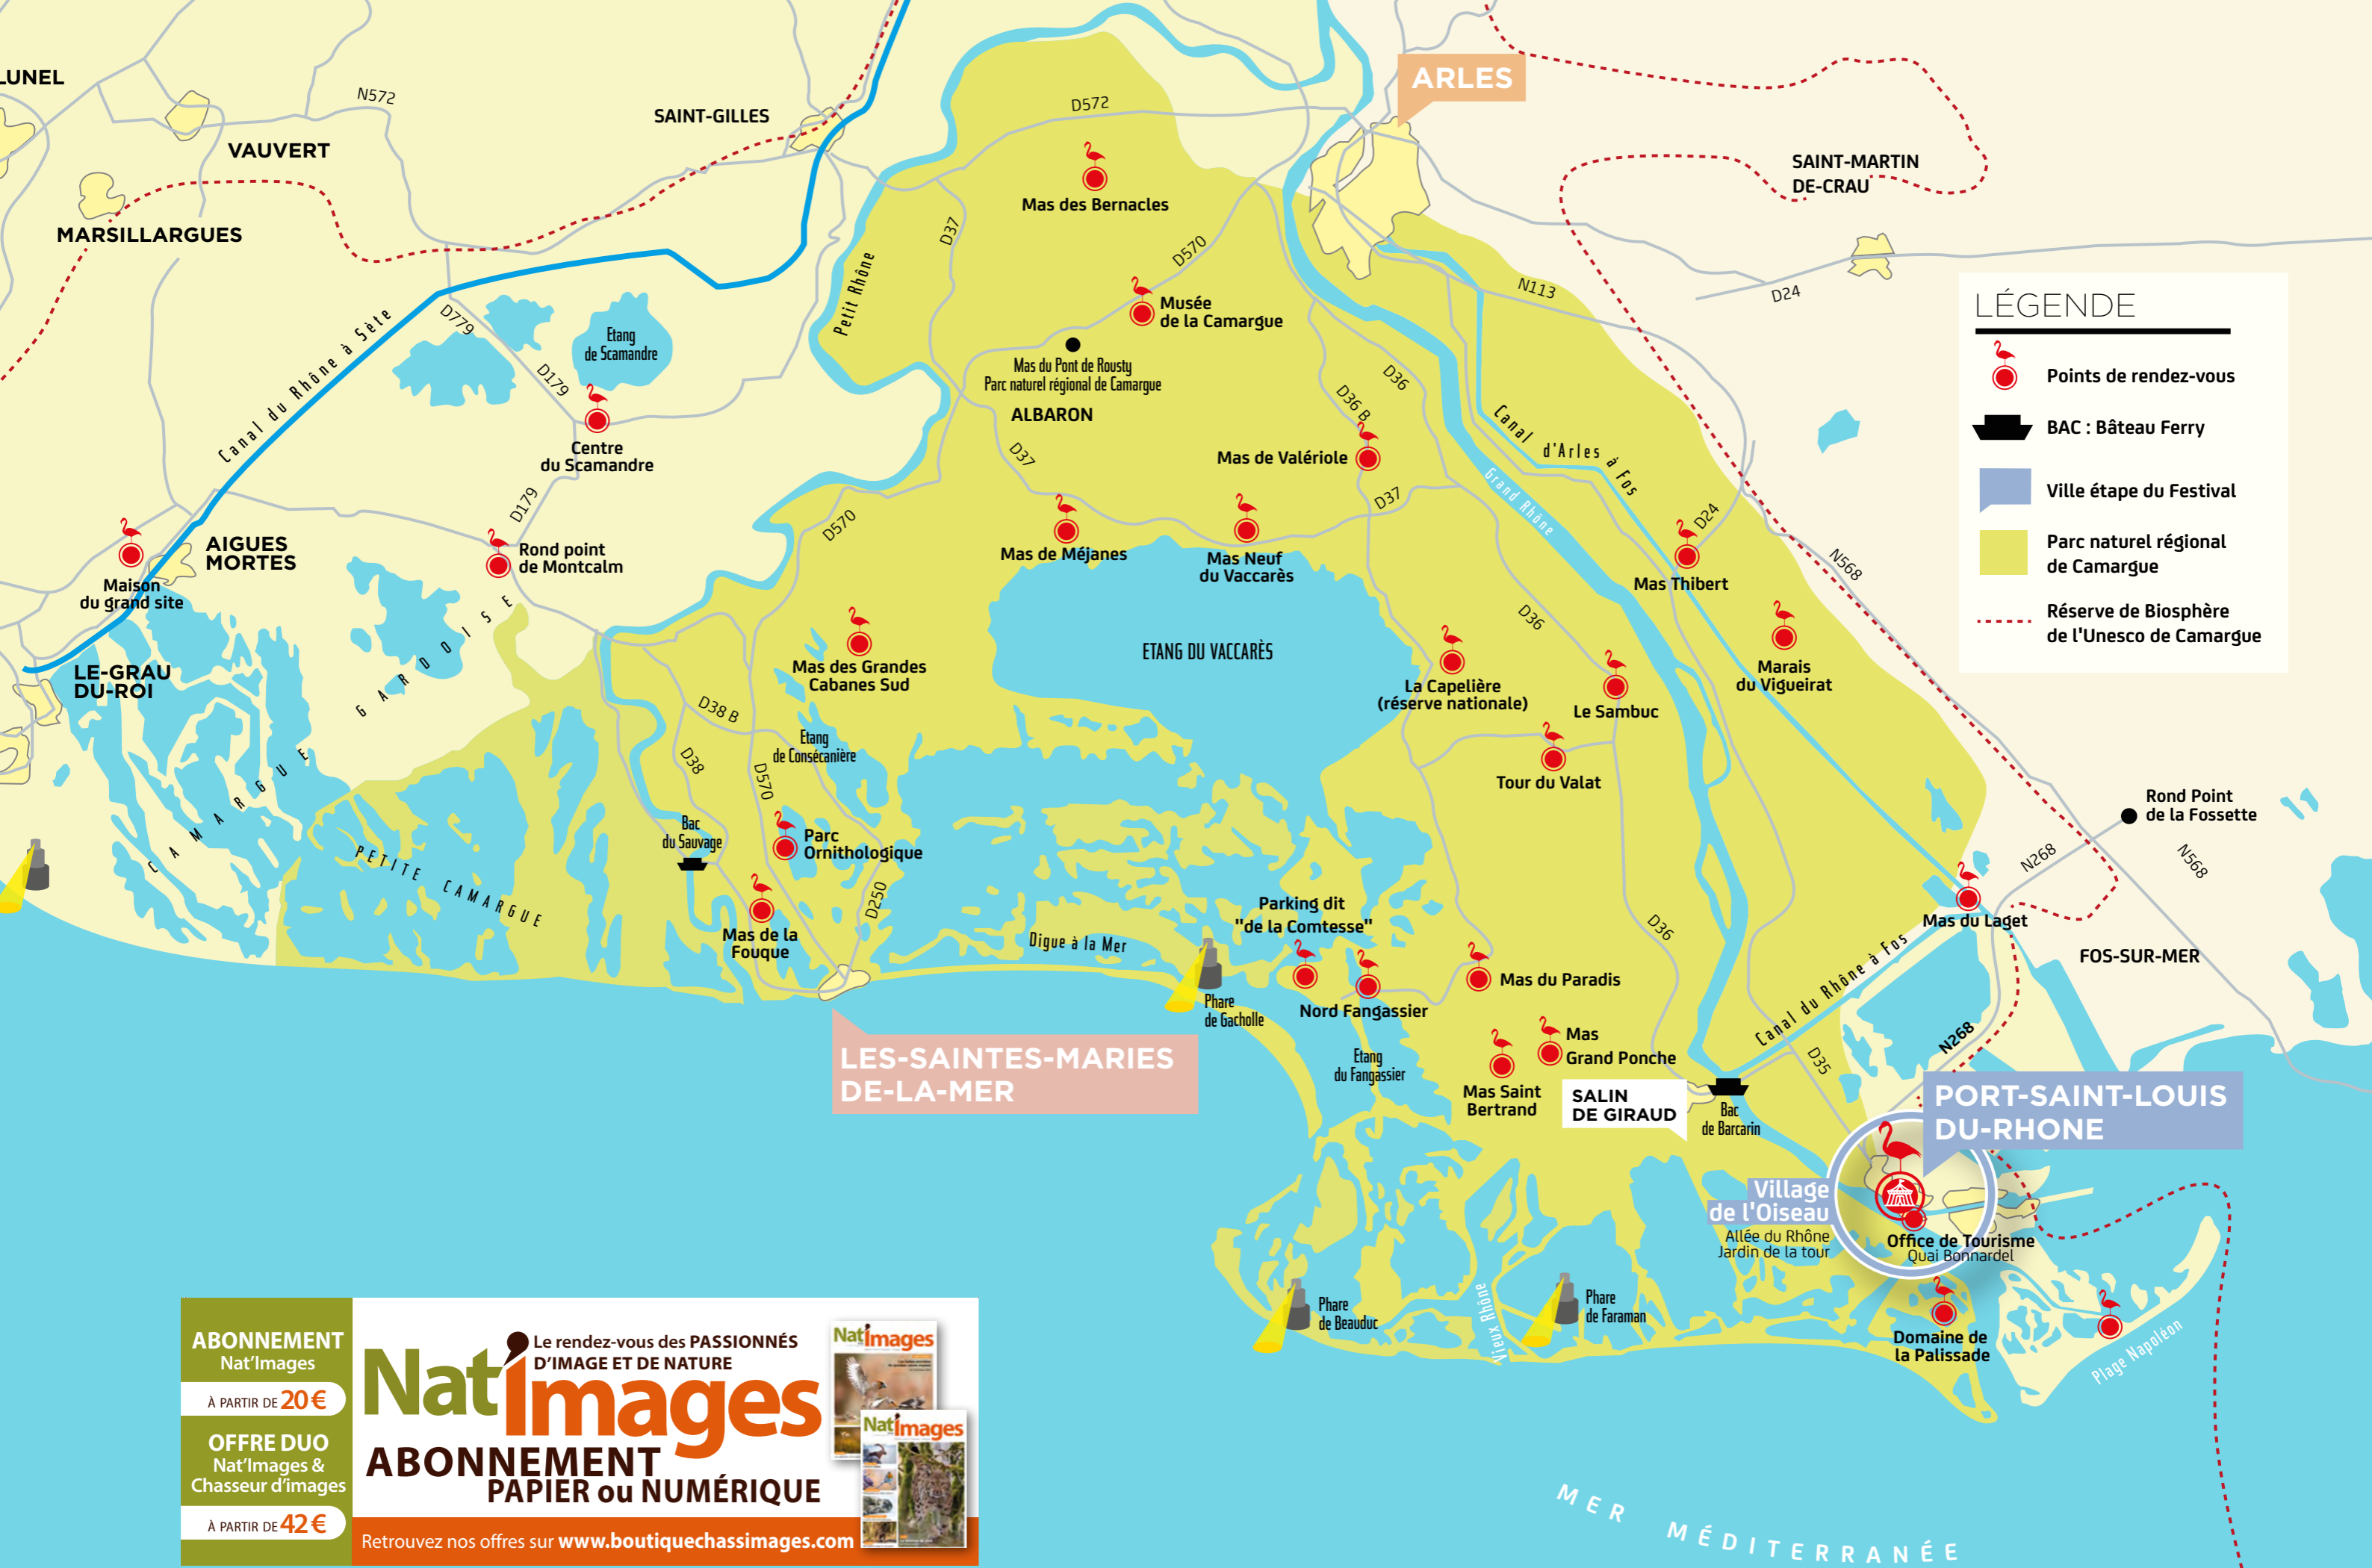 LUNEL
N572
VAUVERT
SAINT-GILLES
MARSILLARGUES
ARLES
D572
SAINT-MARTIN
DE-CRAU
Mas des Bernacles
D37
D570
Petit Rhône
N113
D24
Musée
de la Camargue
Mas du Pont de Rousty
Parc naturel régional de Camargue
ALBARON
Canal du Rhône à Sète
D779
Etang
de Scamandre
D179
Centre
du Scamandre
D179
D36
D36 B
Mas de Valériole
D37
D37
Canal d'Arles à Fos
Grand Rhône
LÉGENDE
Points de rendez-vous
BAC : Bâteau Ferry
Ville étape du Festival
Parc naturel régional
de Camargue
Réserve de Biosphère
de l'Unesco de Camargue
Maison
du grand site
AIGUES
MORTES
Rond point
de Montcalm
D570
Mas de Méjanes
Mas Neuf
du Vaccarès
D24
Mas Thibert
N568
LE-GRAU
DU-ROI
CAMARGUE GARDOISE
Mas des Grandes
Cabanes Sud
ETANG DU VACCARÈS
La Capelière
(réserve nationale)
D36
Le Sambuc
Marais
du Vigueirat
D38 B
D38
D570
Etang
de Consécanière
Tour du Valat
Rond Point
de la Fossette
N268
N568
PETITE CAMARGUE
Bac
du Sauvage
Parc
Ornithologique
D250
Mas de la
Fouque
Digue à la Mer
Phare
de Gacholle
Parking dit
"de la Comtesse"
Nord Fangassier
Mas du Paradis
D36
Mas du Laget
FOS-SUR-MER
Canal du Rhône à Fos
N268
D35
LES-SAINTES-MARIES
DE-LA-MER
Etang
du Fangassier
Mas
Grand Ponche
Mas Saint
Bertrand
SALIN
DE GIRAUD
Bac
de Barcarin
PORT-SAINT-LOUIS
DU-RHONE
Village
de l'Oiseau
Allée du Rhône
Jardin de la tour
Office de Tourisme
Quai Bonnardel
Phare
de Beauduc
Vieux Rhône
Phare
de Faraman
Domaine de
la Palissade
Plage Napoléon
MER MÉDITERRANÉE
ABONNEMENT
Nat'Images
À PARTIR DE 20 €
OFFRE DUO
Nat'Images &
Chasseur d'images
À PARTIR DE 42 €
Le rendez-vous des PASSIONNÉS
D'IMAGE ET DE NATURE
Nat'images
ABONNEMENT
PAPIER ou NUMÉRIQUE
Retrouvez nos offres sur www.boutiquechassimages.com
Nat'images
Nat'images